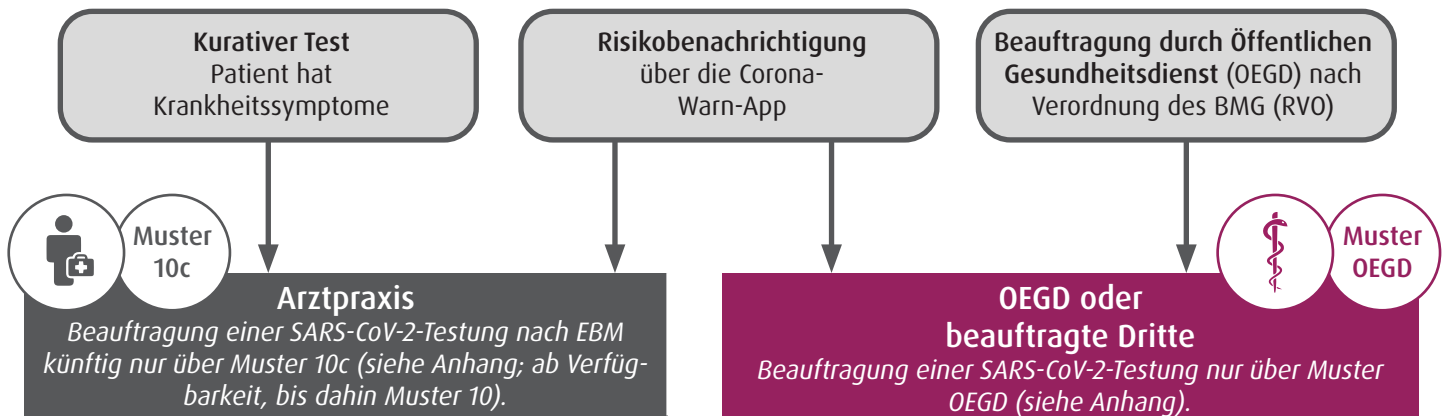 Kurativer Test
Patient hat
Krankheitssymptome
Risikobenachrichtigung
über die Corona-
Warn-App
Beauftragung durch Öffentlichen
Gesundheitsdienst (OEGD) nach
Verordnung des BMG (RVO)
Muster
10c
Arztpraxis
Beauftragung einer SARS-CoV-2-Testung nach EBM
künftig nur über Muster 10c (siehe Anhang; ab Verfüg-
barkeit, bis dahin Muster 10).
Muster
OEGD
OEGD oder
beauftragte Dritte
Beauftragung einer SARS-CoV-2-Testung nur über Muster
OEGD (siehe Anhang).